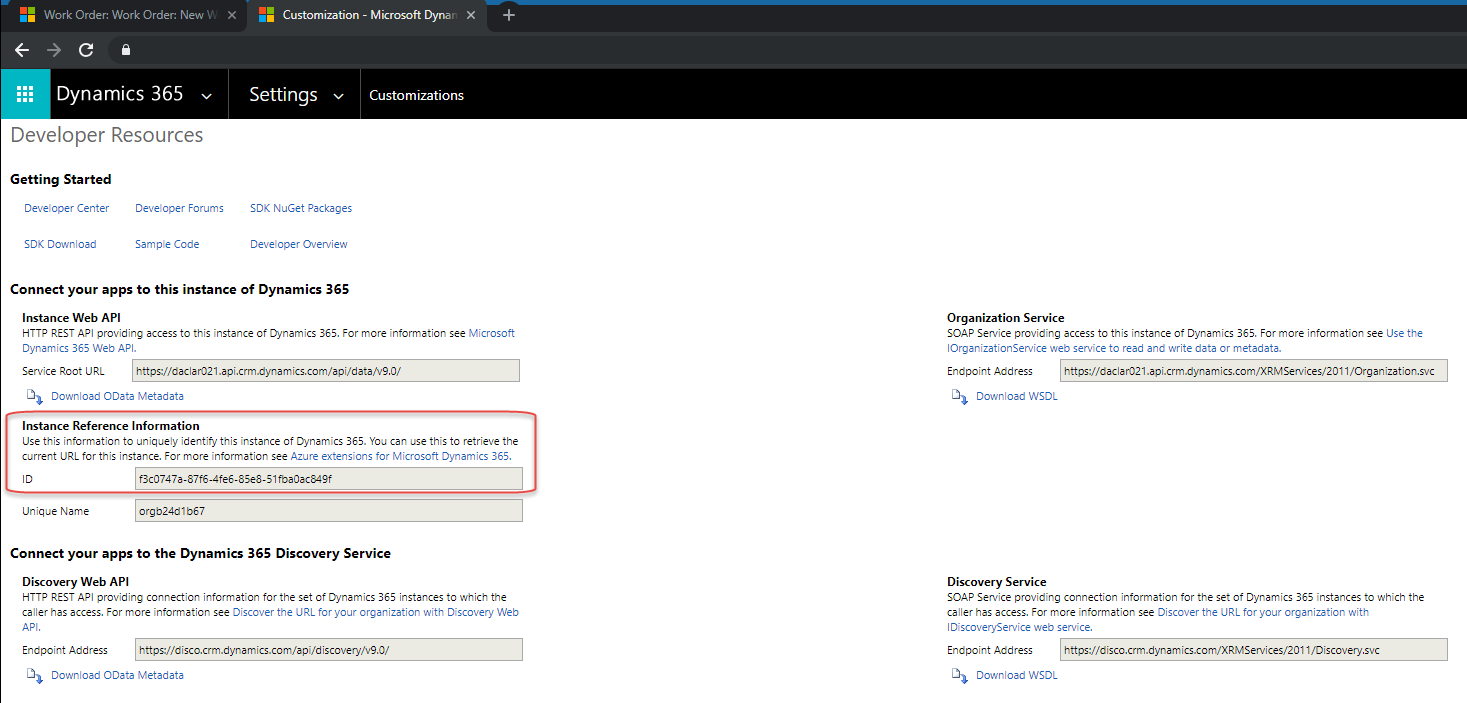 Work Order: Work Order: New W
Customization - Microsoft Dynan
Dynamics 365
Settings
Customizations
Developer Resources
Getting Started
Developer Center
Developer Forums
SDK NuGet Packages
SDK Download
Sample Code
Developer Overview
Connect your apps to this instance of Dynamics 365
Instance Web API
HTTP REST API providing access to this instance of Dynamics 365. For more information see Microsoft
Dynamics 365 Web API.
Service Root URL
https://daclar021.api.crm.dynamics.com/api/data/v9.0/
Download OData Metadata
Organization Service
SOAP Service providing access to this instance of Dynamics 365. For more information see Use the
IOrganizationService web service to read and write data or metadata.
Endpoint Address
https://daclar021.api.crm.dynamics.com/XRMServices/2011/Organization.svc
Download WSDL
Instance Reference Information
Use this information to uniquely identify this instance of Dynamics 365. You can use this to retrieve the
current URL for this instance. For more information see Azure extensions for Microsoft Dynamics 365.
ID
f3c0747a-87f6-4fe6-85e8-51fba0ac849f
Unique Name
orgb24d1b67
Connect your apps to the Dynamics 365 Discovery Service
Discovery Web API
HTTP REST API providing connection information for the set of Dynamics 365 instances to which the
caller has access. For more information see Discover the URL for your organization with Discovery Web
API.
Endpoint Address
https://disco.crm.dynamics.com/api/discovery/v9.0/
Download OData Metadata
Discovery Service
SOAP Service providing connection information for the set of Dynamics 365 instances to which the
caller has access. For more information see Discover the URL for your organization with
IDiscoveryService web service.
Endpoint Address
https://disco.crm.dynamics.com/XRMServices/2011/Discovery.svc
Download WSDL